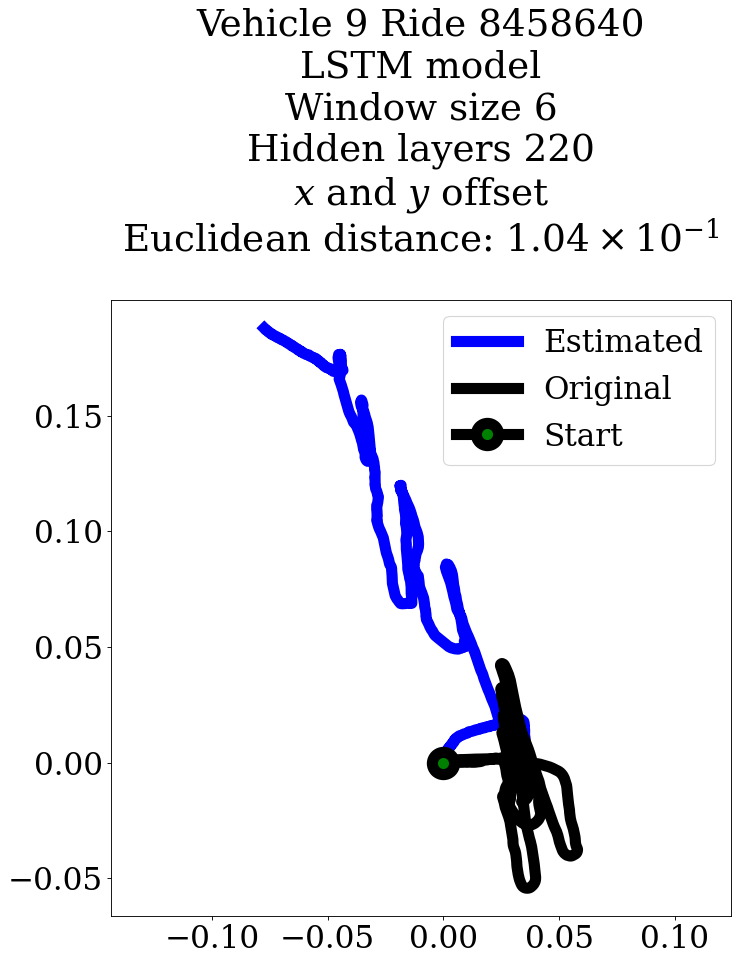 Vehicle 9 Ride 8458640
LSTM model
Window size 6
Hidden layers 220
x and y offset
Euclidean distance: 1.04 × 10⁻¹
Estimated
Original
Start
0.15
0.10
0.05
0.00
−0.05
−0.10 −0.05 0.00 0.05 0.10